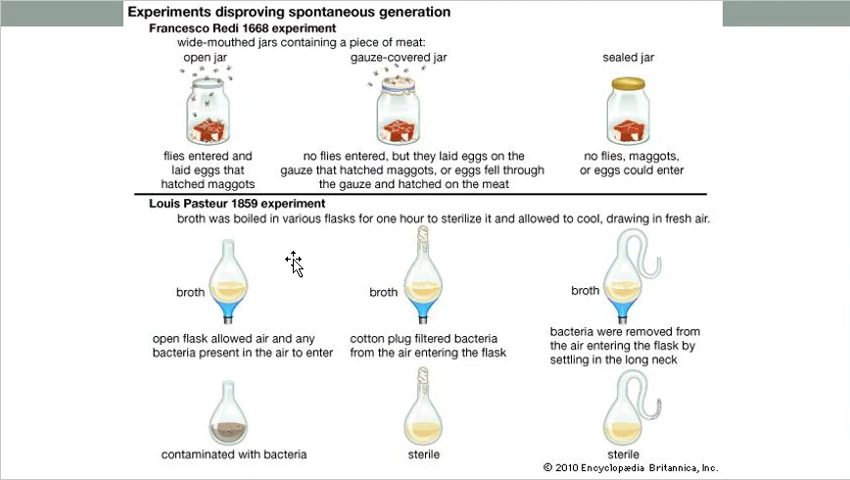 Experiments disproving spontaneous generation
Francesco Redi 1668 experiment
wide-mouthed jars containing a piece of meat:
open jar
gauze-covered jar
sealed jar
flies entered and
laid eggs that
hatched maggots
no flies entered, but they laid eggs on the
gauze that hatched maggots, or eggs fell through
the gauze and hatched on the meat
no flies, maggots,
or eggs could enter
Louis Pasteur 1859 experiment
broth was boiled in various flasks for one hour to sterilize it and allowed to cool, drawing in fresh air.
broth
broth
broth
open flask allowed air and any
bacteria present in the air to enter
cotton plug filtered bacteria
from the air entering the flask
bacteria were removed from
the air entering the flask by
settling in the long neck
contaminated with bacteria
sterile
sterile
© 2010 Encyclopædia Britannica, Inc.